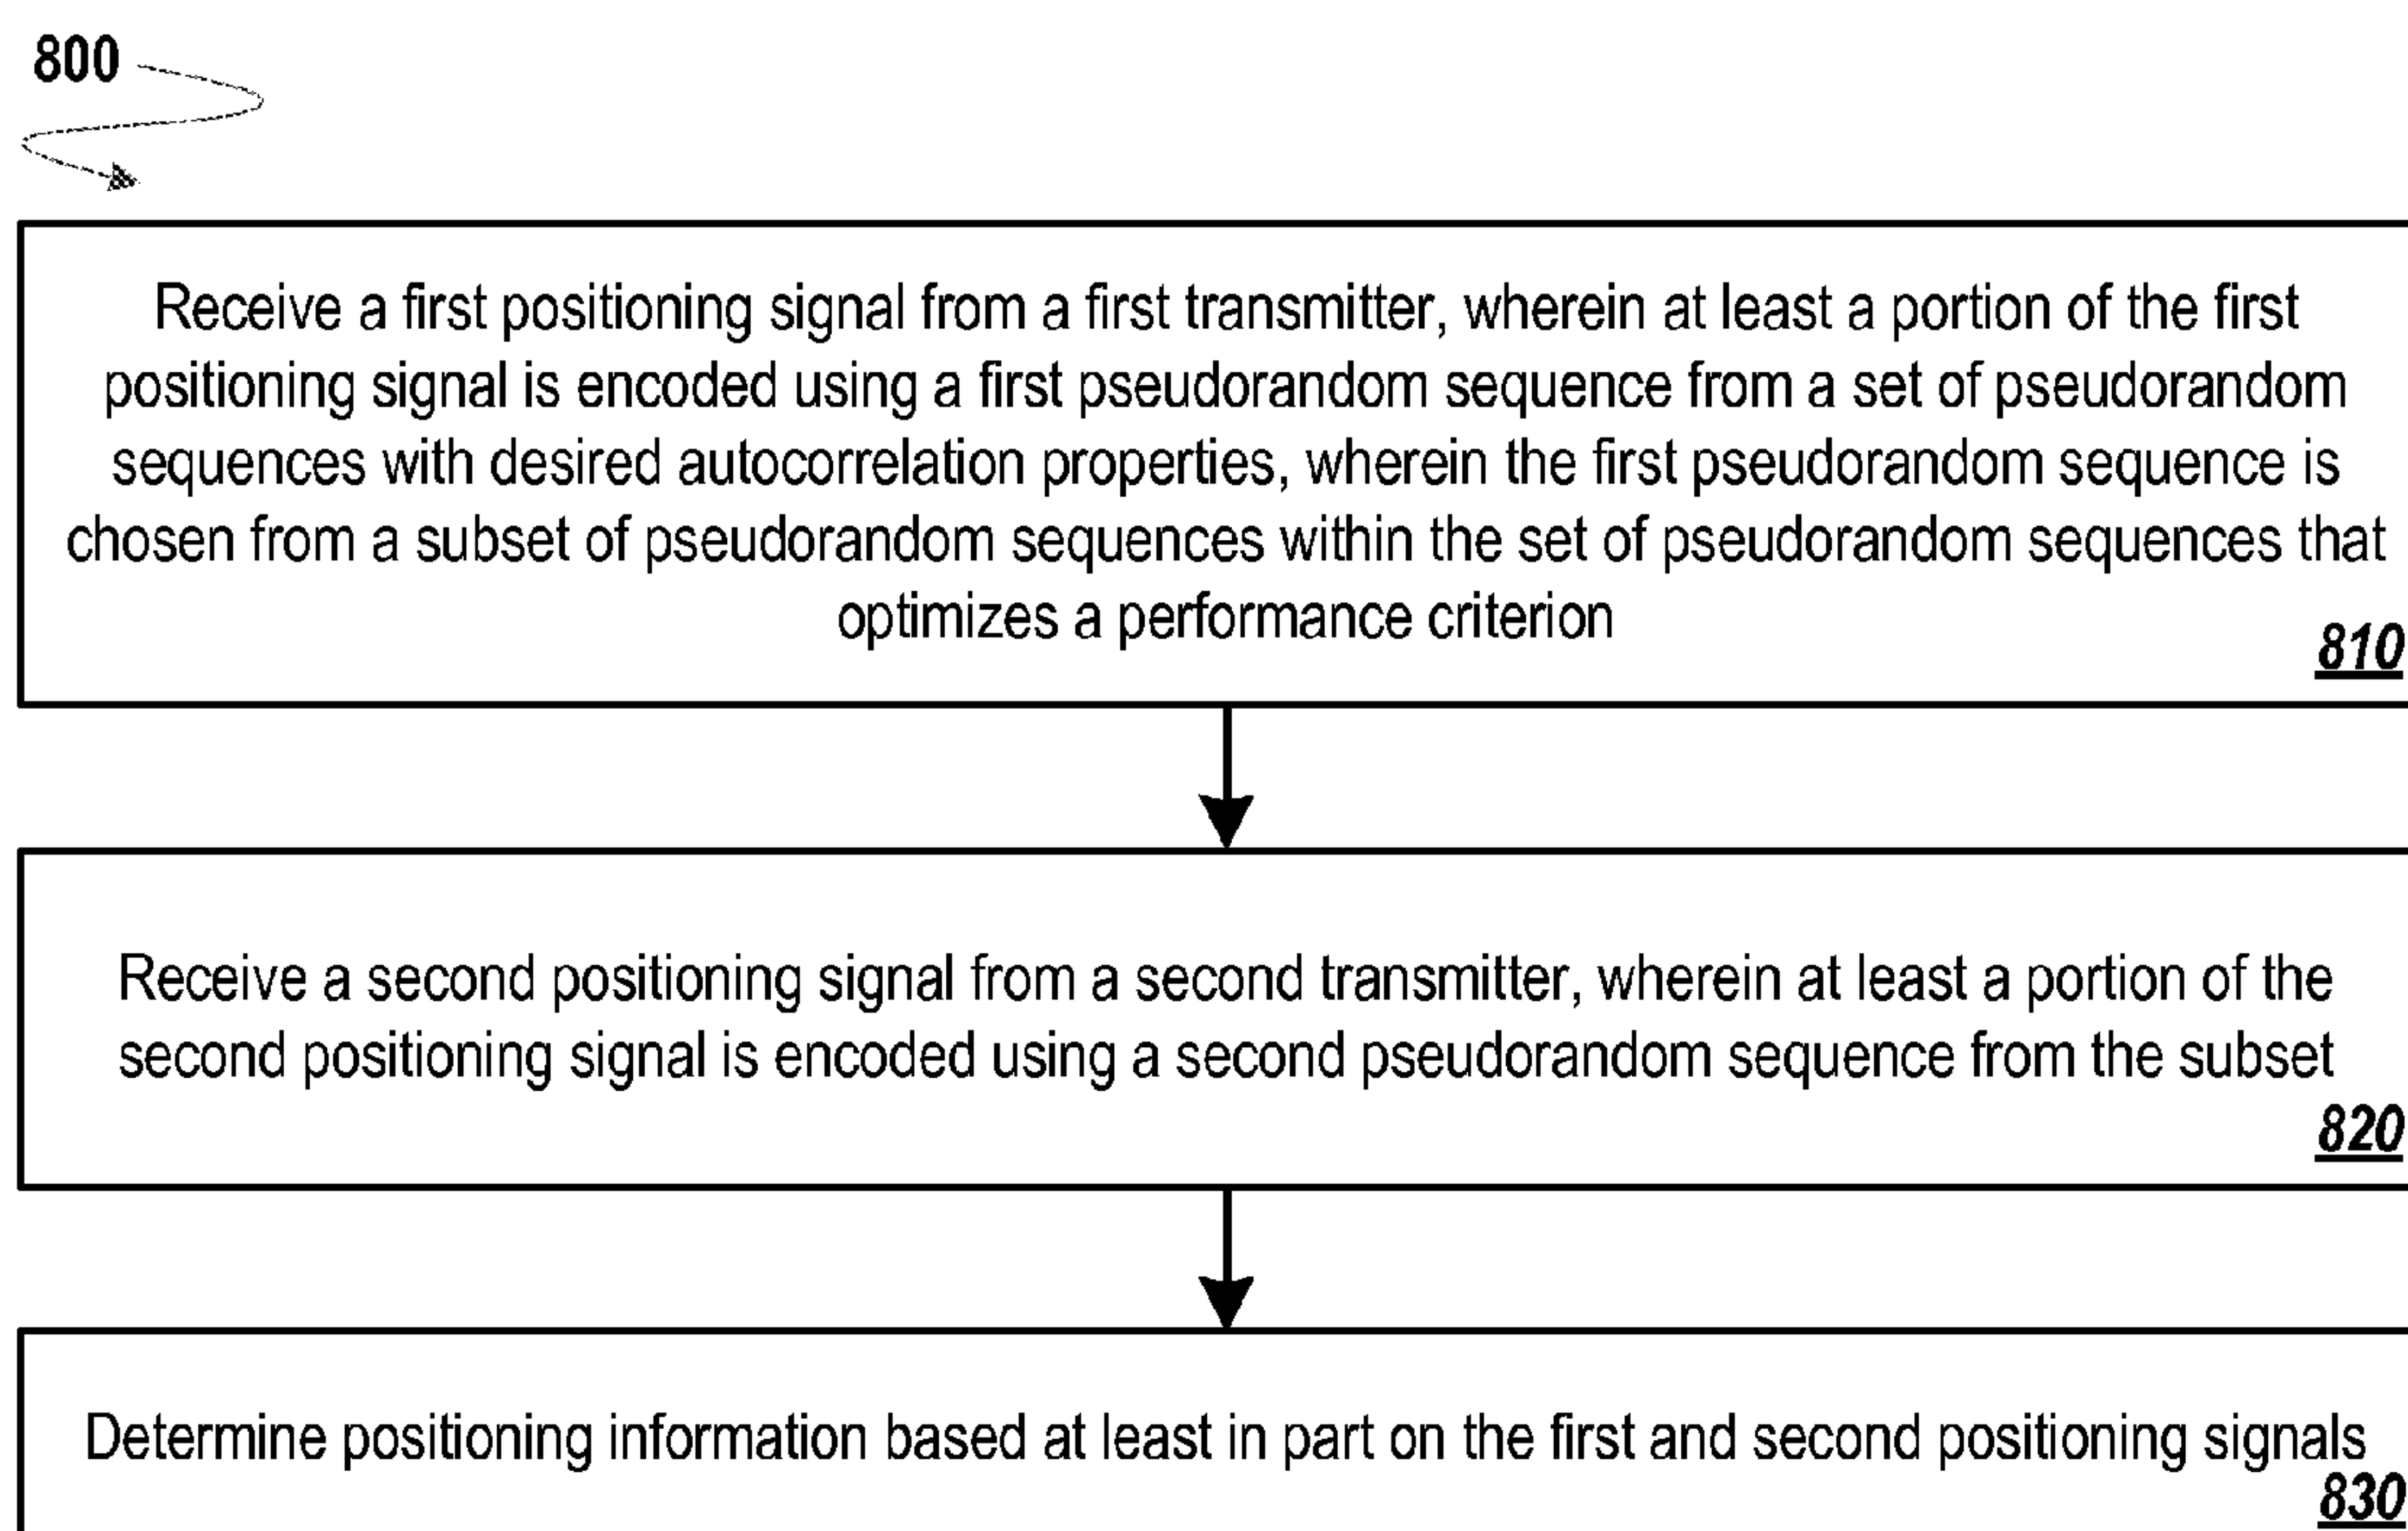 800
Receive a first positioning signal from a first transmitter, wherein at least a portion of the first
positioning signal is encoded using a first pseudorandom sequence from a set of pseudorandom
sequences with desired autocorrelation properties, wherein the first pseudorandom sequence is
chosen from a subset of pseudorandom sequences within the set of pseudorandom sequences that
optimizes a performance criterion
810
Receive a second positioning signal from a second transmitter, wherein at least a portion of the
second positioning signal is encoded using a second pseudorandom sequence from the subset
820
Determine positioning information based at least in part on the first and second positioning signals
830